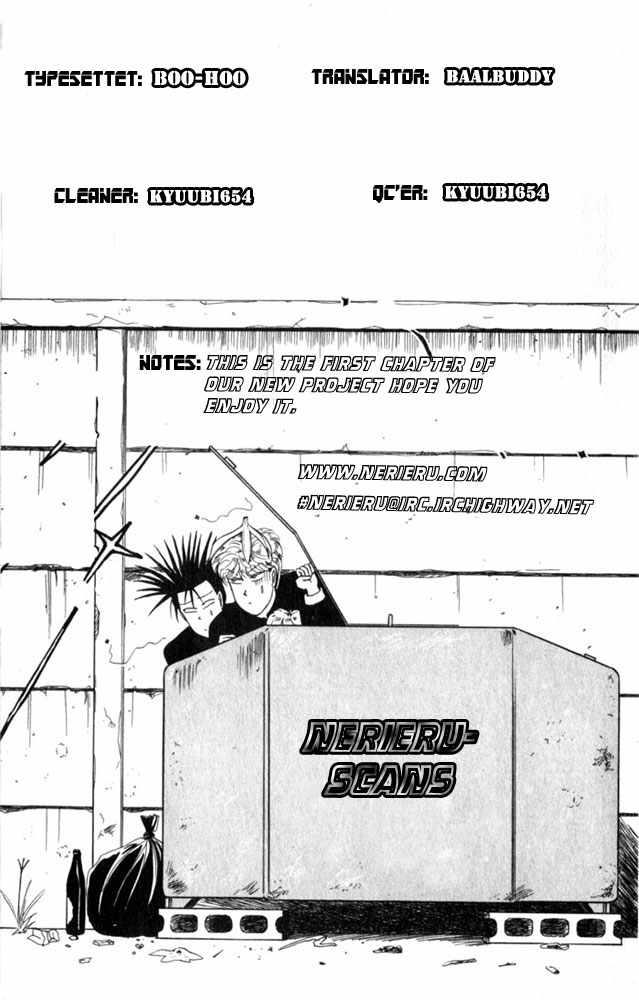 TYPESETTET: BOO-HOO
TRANSLATOR: BAALBUDDY
CLEANER: KYUUBI654
QC'ER: KYUUBI654
NOTES: THIS IS THE FIRST CHAPTER OF
OUR NEW PROJECT HOPE YOU
ENJOY IT.
WWW.NERIERU.COM
#NERIERU@IRC.IRCHIGHWAY.NET
NERIERU-
SCANS